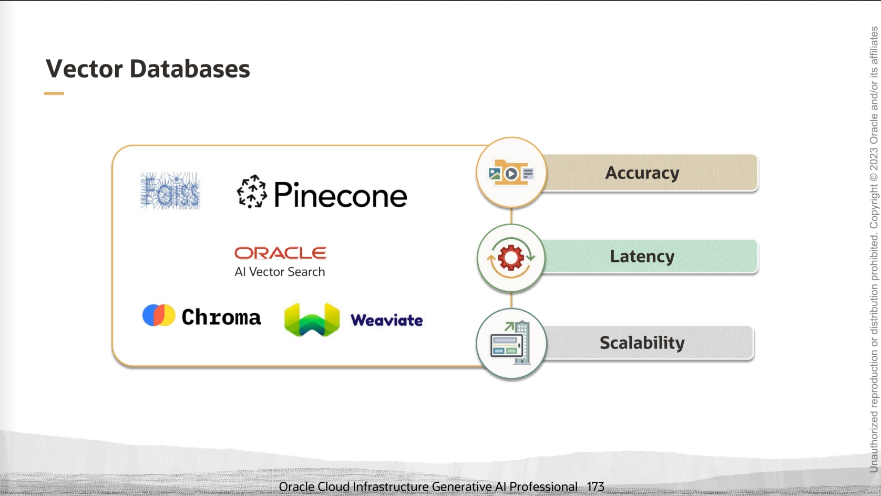 Vector Databases
Faiss
Pinecone
ORACLE
AI Vector Search
Chroma
Weaviate
Accuracy
Latency
Scalability
Oracle Cloud Infrastructure Generative AI Professional 173
Unauthorized reproduction or distribution prohibited. Copyright © 2023 Oracle and/or its affiliates